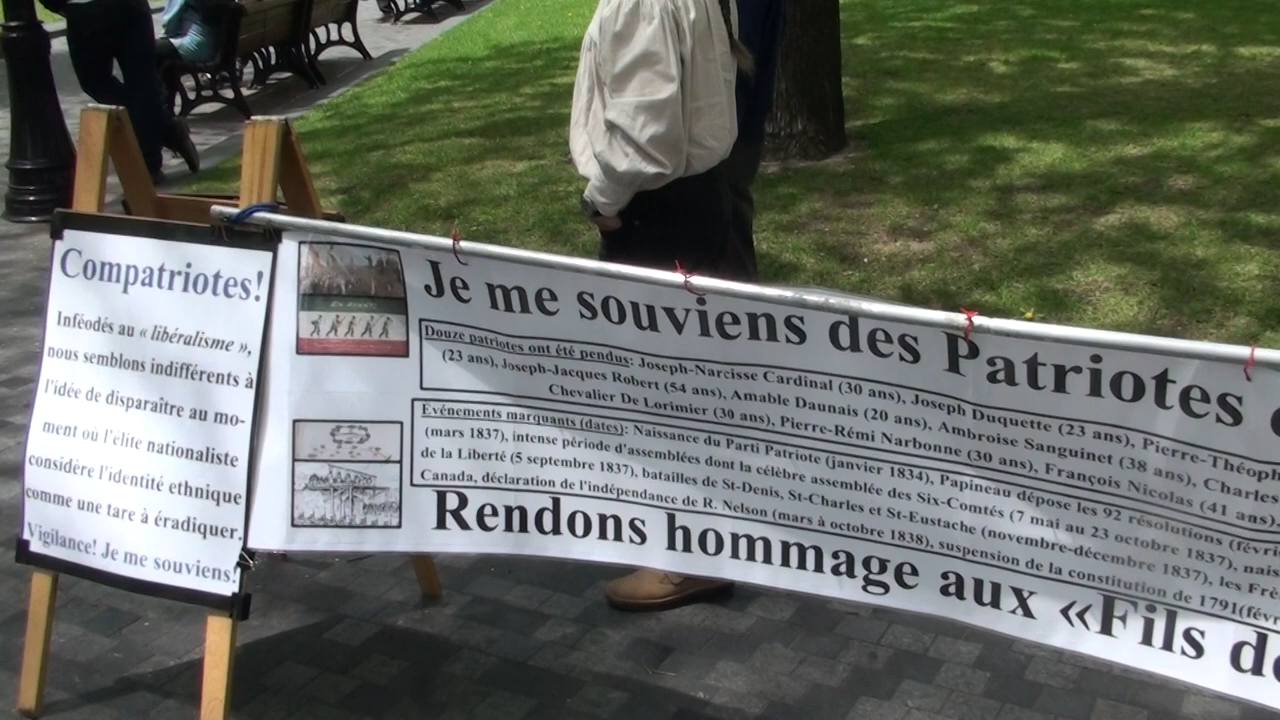 Compatriotes!
Inféodés au « libéralisme »,
nous semblons indifférents à
l'idée de disparaître au mo-
ment où l'élite nationaliste
considère l'identité ethnique
comme une tare à éradiquer.
Vigilance! Je me souviens!
Je me souviens des Patriotes
Douze patriotes ont été pendus: Joseph-Narcisse Cardinal (30 ans), Joseph Duquette (23 ans), Pierre-Théoph
(23 ans), Joseph-Jacques Robert (54 ans), Amable Daunais (20 ans), Ambroise Sanguinet (38 ans), Charles
Chevalier De Lorimier (30 ans), Pierre-Rémi Narbonne (30 ans), François Nicolas (41 ans)
Evénements marquants (dates): Naissance du Parti Patriote (janvier 1834), Papineau dépose les 92 résolutions (févri
(mars 1837), intense période d'assemblées dont la célèbre assemblée des Six-Comtés (7 mai au 23 octobre 1837), nais
de la Liberté (5 septembre 1837), batailles de St-Denis, St-Charles et St-Eustache (novembre-décembre 1837), les Frè
Canada, déclaration de l'indépendance de R. Nelson (mars à octobre 1838), suspension de la constitution de 1791(févr
Rendons hommage aux «Fils de